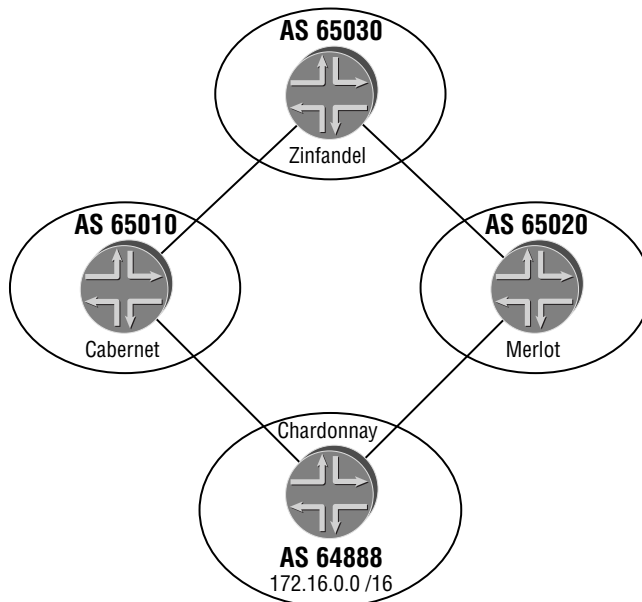 AS 65030
Zinfandel
AS 65010
Cabernet
AS 65020
Merlot
Chardonnay
AS 64888
172.16.0.0 /16